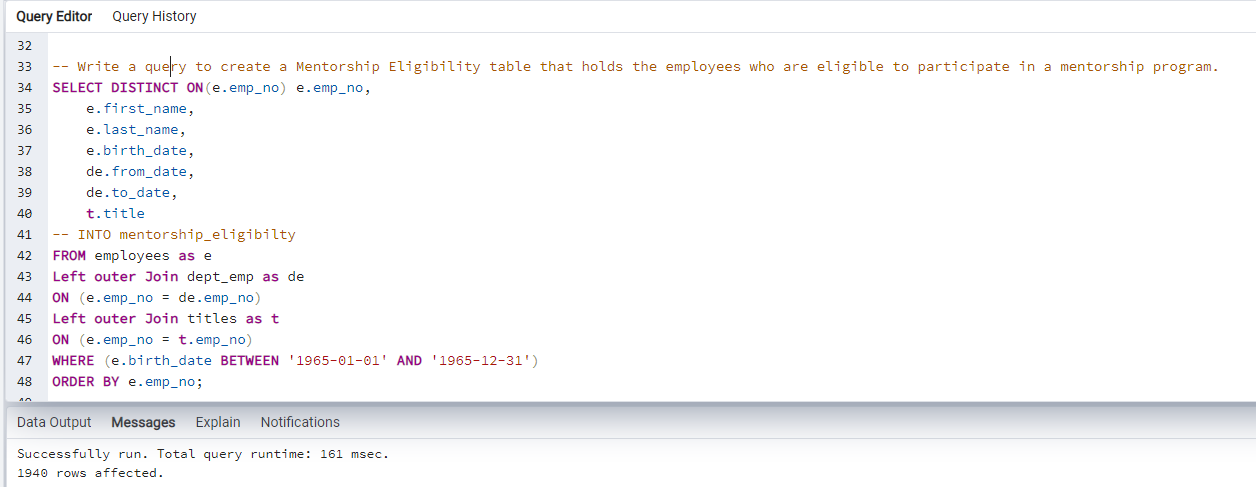 Query Editor Query History
32
33 -- Write a query to create a Mentorship Eligibility table that holds the employees who are eligible to participate in a mentorship program.
34 SELECT DISTINCT ON(e.emp_no) e.emp_no,
35 e.first_name,
36 e.last_name,
37 e.birth_date,
38 de.from_date,
39 de.to_date,
40 t.title
41 -- INTO mentorship_eligibilty
42 FROM employees as e
43 Left outer Join dept_emp as de
44 ON (e.emp_no = de.emp_no)
45 Left outer Join titles as t
46 ON (e.emp_no = t.emp_no)
47 WHERE (e.birth_date BETWEEN '1965-01-01' AND '1965-12-31')
48 ORDER BY e.emp_no;
Data Output Messages Explain Notifications
Successfully run. Total query runtime: 161 msec.
1940 rows affected.